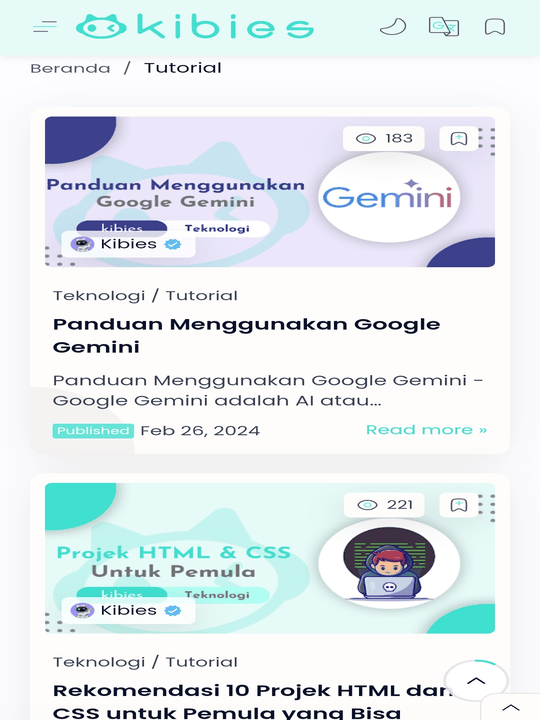 kibies
Beranda / Tutorial
183
Panduan Menggunakan
Google Gemini
Gemini
kibies Teknologi
Kibies
Teknologi / Tutorial
Panduan Menggunakan Google
Gemini
Panduan Menggunakan Google Gemini -
Google Gemini adalah AI atau...
Published Feb 26, 2024 Read more »
221
Projek HTML & CSS
Untuk Pemula
kibies Teknologi
Kibies
Teknologi / Tutorial
Rekomendasi 10 Projek HTML dan
CSS untuk Pemula yang Bisa